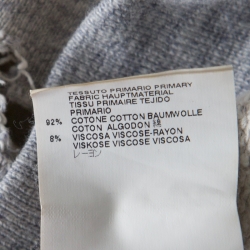 TESSUTO PRIMARIO PRIMARY
FABRIC HAUPTMATERIAL
TISSU PRIMAIRE TEJIDO
PRIMARIO
92% COTONE COTTON BAUMWOLLE
COTON ALGODON 綿
8% VISCOSA VISCOSE-RAYON
VISKOSE VISCOSE VISCOSA
レーヨン